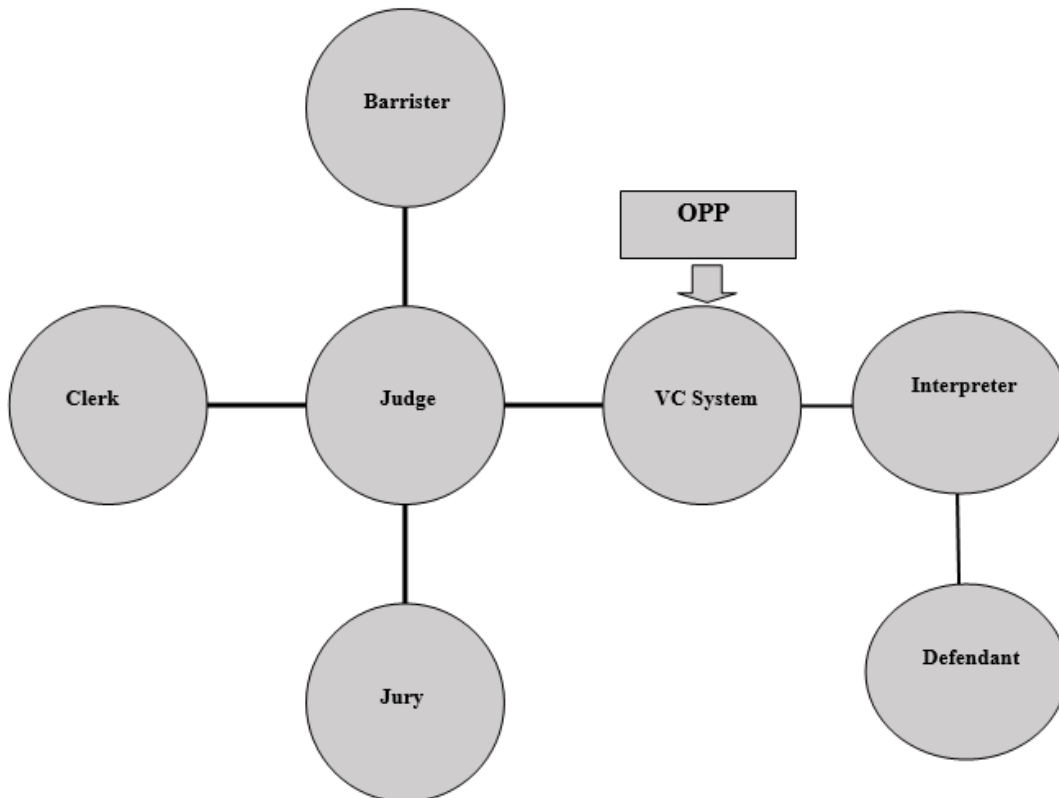 Barrister
OPP
Clerk
Judge
VC System
Interpreter
Defendant
Jury